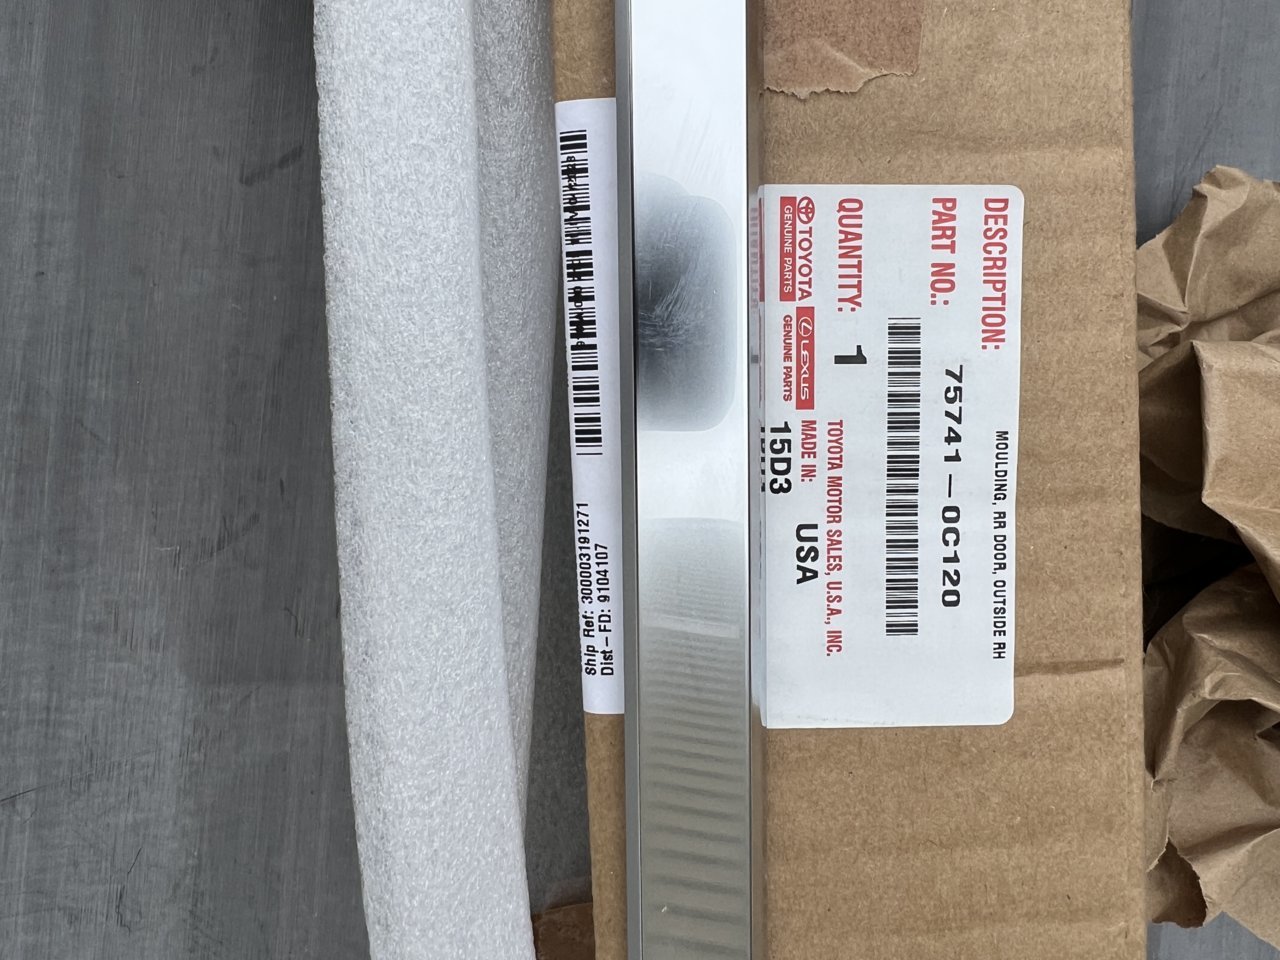 DESCRIPTION:
MOULDING, RR DOOR, OUTSIDE RH
PART NO.:
75741-0C120
QUANTITY:
1
TOYOTA MOTOR SALES, U.S.A., INC.
TOYOTA
GENUINE PARTS
LEXUS
GENUINE PARTS
MADE IN:
USA
15D3
Ship Ref: 300003191271
Dist-FD: 9104107